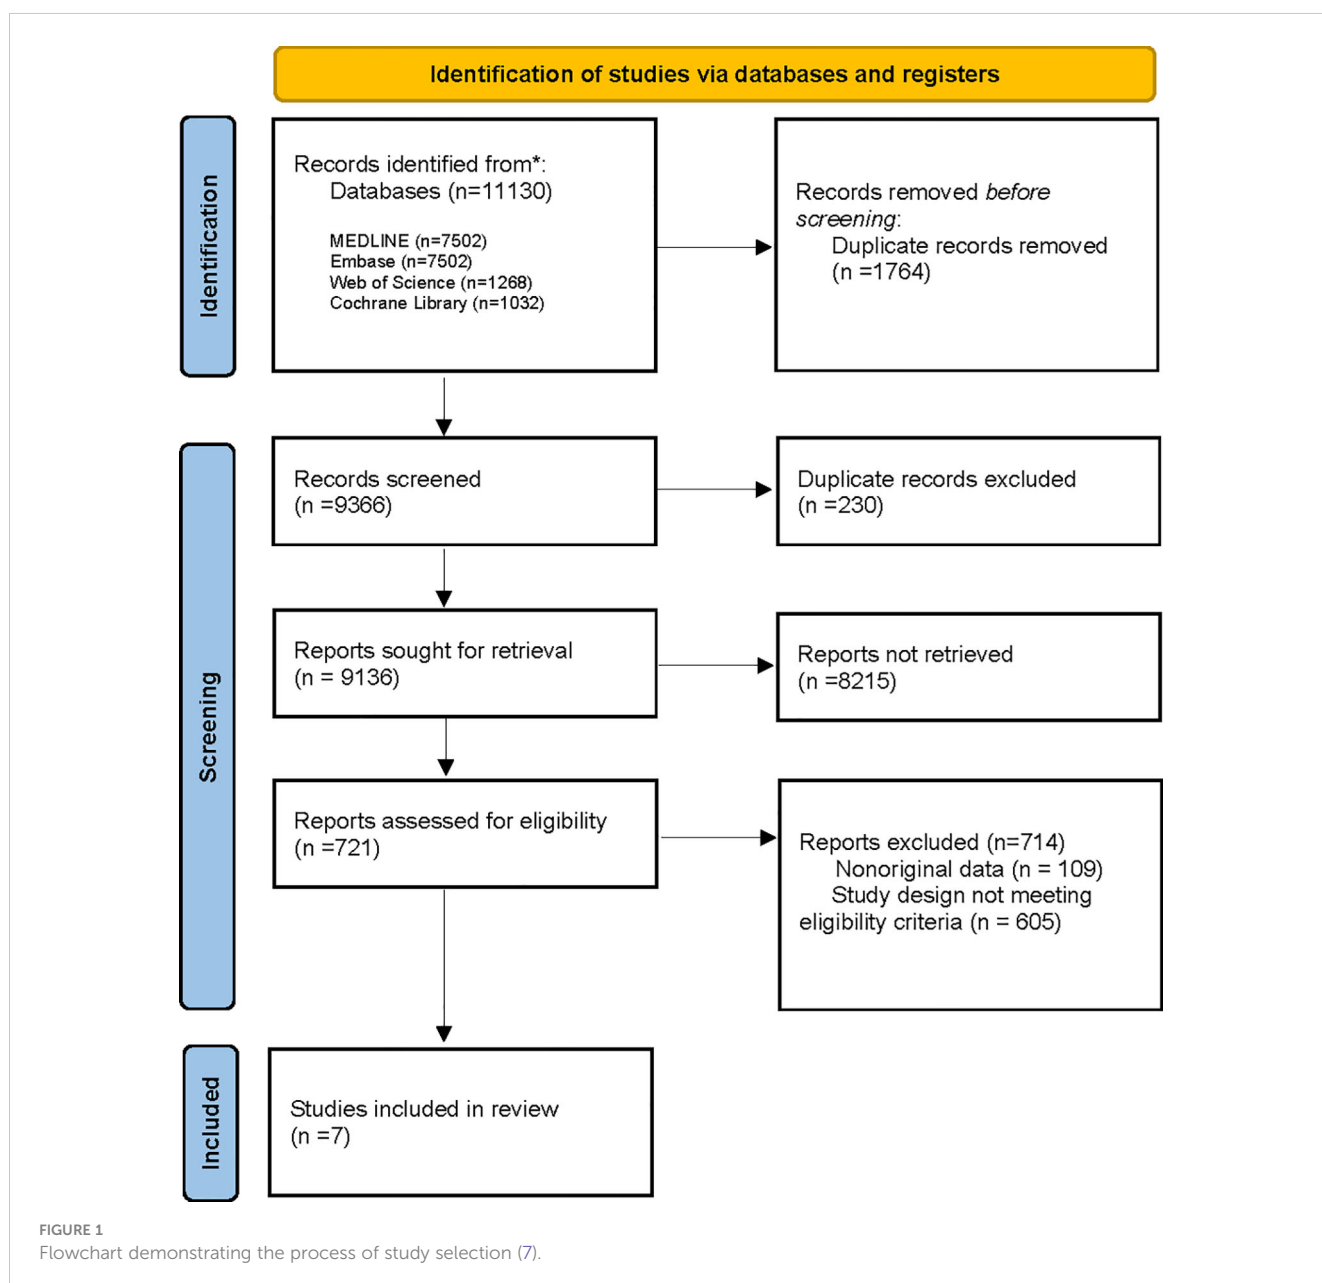 Identification of studies via databases and registers
Identification
Records identified from*:
Databases (n=11130)
MEDLINE (n=7502)
Embase (n=7502)
Web of Science (n=1268)
Cochrane Library (n=1032)
Records removed before
screening:
Duplicate records removed
(n =1764)
Screening
Records screened
(n =9366)
Duplicate records excluded
(n =230)
Reports sought for retrieval
(n = 9136)
Reports not retrieved
(n =8215)
Reports assessed for eligibility
(n =721)
Reports excluded (n=714)
Nonoriginal data (n = 109)
Study design not meeting
eligibility criteria (n = 605)
Included
Studies included in review
(n =7)
FIGURE 1
Flowchart demonstrating the process of study selection (7).